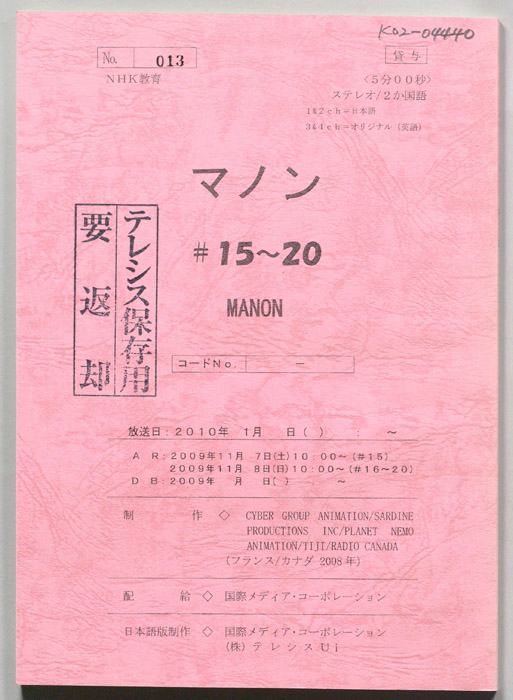 K02-04440
No. 013
貸与
NHK教育
〈5分00秒〉
ステレオ/2か国語
1&2ch=日本語
3&4ch=オリジナル (英語)
マノン
#15~20
MANON
テレシス保存用
要返却
コードNo. ー
放送日:2010年 1月 日( ) : ~
A R:2009年11月 7日(土)10:00~(#15)
2009年11月 8日(日)10:00~(#16~20)
D B:2009年 月 日( ) ~
制 作 ◇ CYBER GROUP ANIMATION/SARDINE
PRODUCTIONS INC/PLANET NEMO
ANIMATION/TIJI/RADIO CANADA
(フランス/カナダ 2008年)
配 給 ◇ 国際メディア・コーポレーション
日本語版制作 ◇ 国際メディア・コーポレーション
(株)テレシスUi